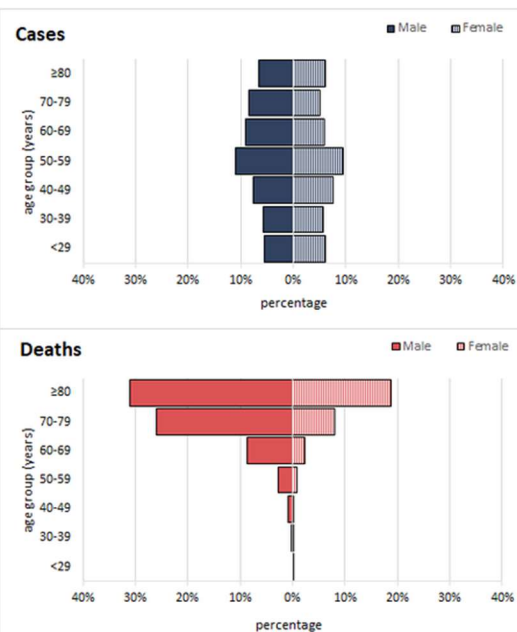 Cases
Male Female
age group (years)
≥80
70-79
60-69
50-59
40-49
30-39
<29
40% 30% 20% 10% 0% 10% 20% 30% 40%
percentage
Deaths
Male Female
age group (years)
≥80
70-79
60-69
50-59
40-49
30-39
<29
40% 30% 20% 10% 0% 10% 20% 30% 40%
percentage